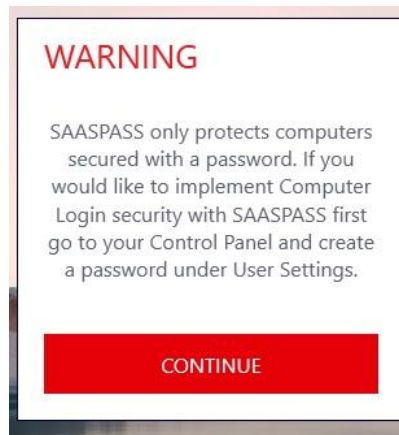 WARNING
SAASPASS only protects computers
secured with a password. If you
would like to implement Computer
Login security with SAASPASS first
go to your Control Panel and create
a password under User Settings.
CONTINUE